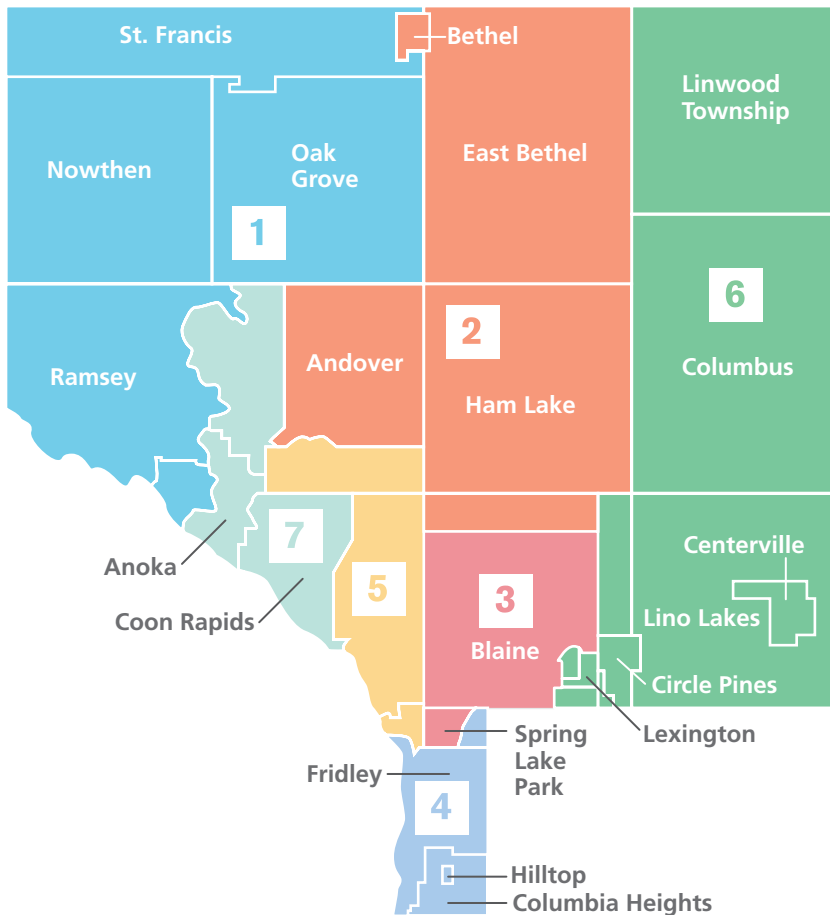 St. Francis
Bethel
Linwood
Township
Nowthen
Oak
Grove
East Bethel
1
6
2
Ramsey
Andover
Columbus
Ham Lake
7
Centerville
Anoka
5
3
Coon Rapids
Lino Lakes
Blaine
Circle Pines
Spring
Lake
Park
Lexington
Fridley
4
Hilltop
Columbia Heights